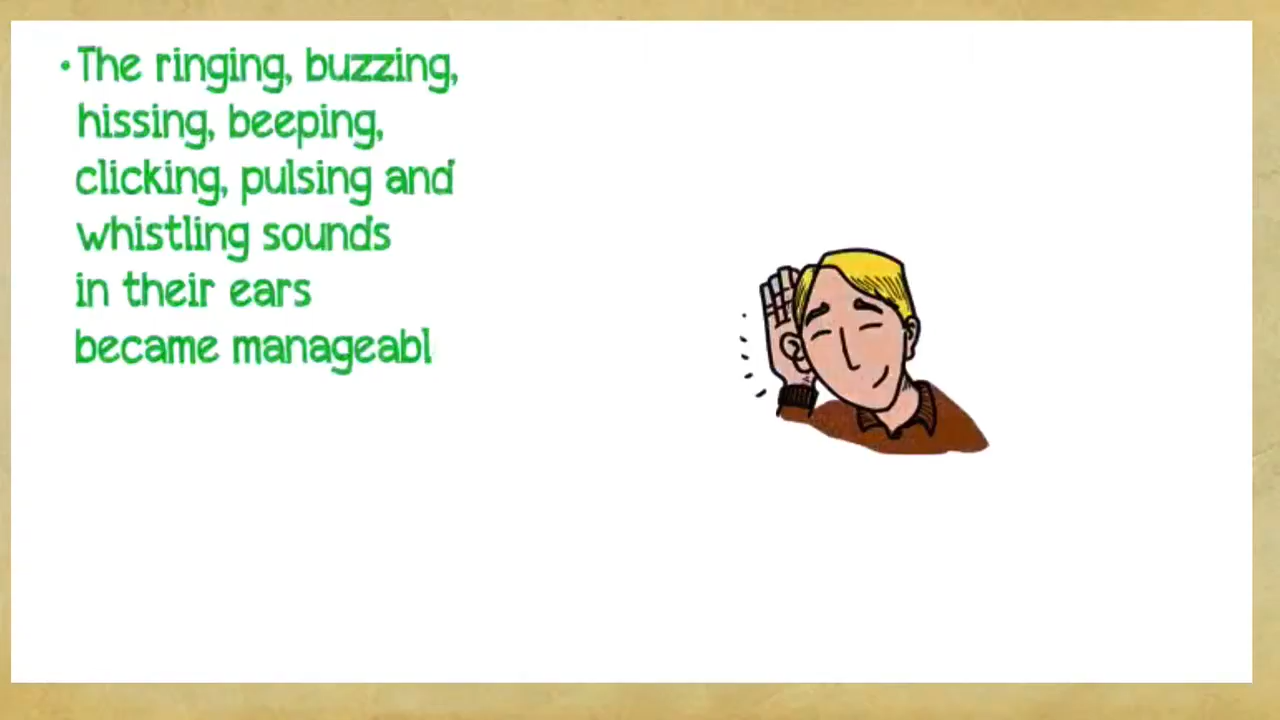 •The ringing, buzzing,
hissing, beeping,
clicking, pulsing and
whistling sounds
in their ears
became manageabl